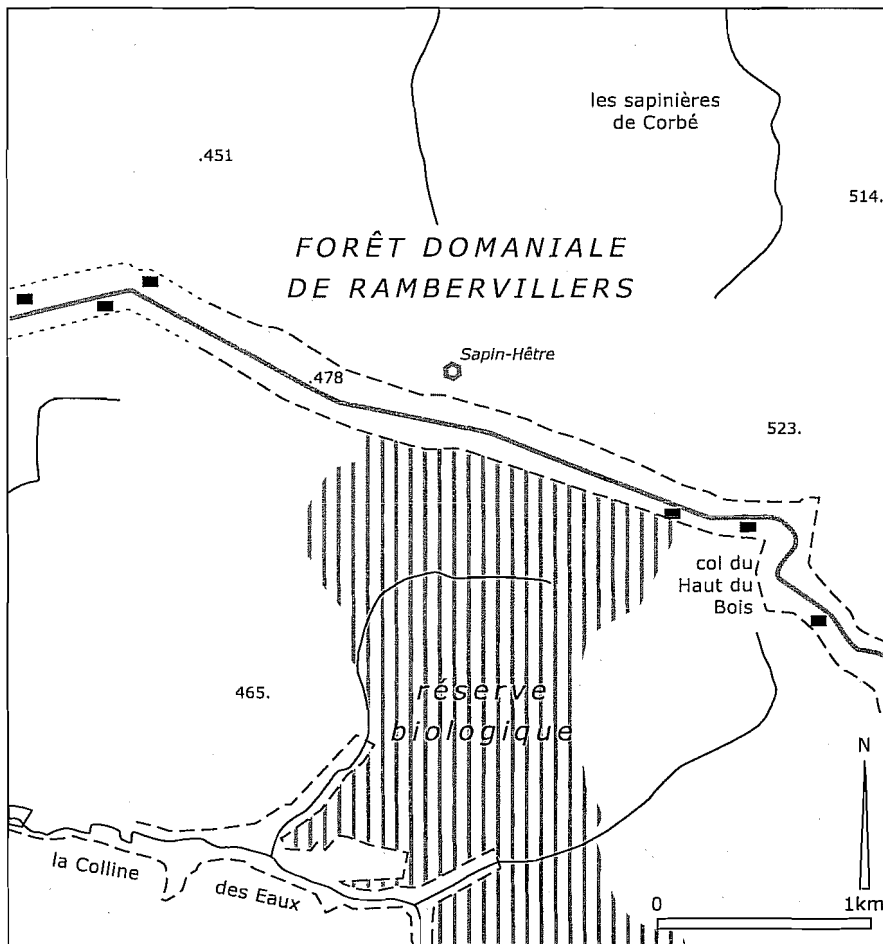 les sapinières
de Corbé
.451
514.
FORÊT DOMANIALE
DE RAMBERVILLERS
Sapin-Hêtre
.478
523.
col du
Haut du
Bois
465.
réserve
biologique
N
la Colline
des Eaux
0 1km